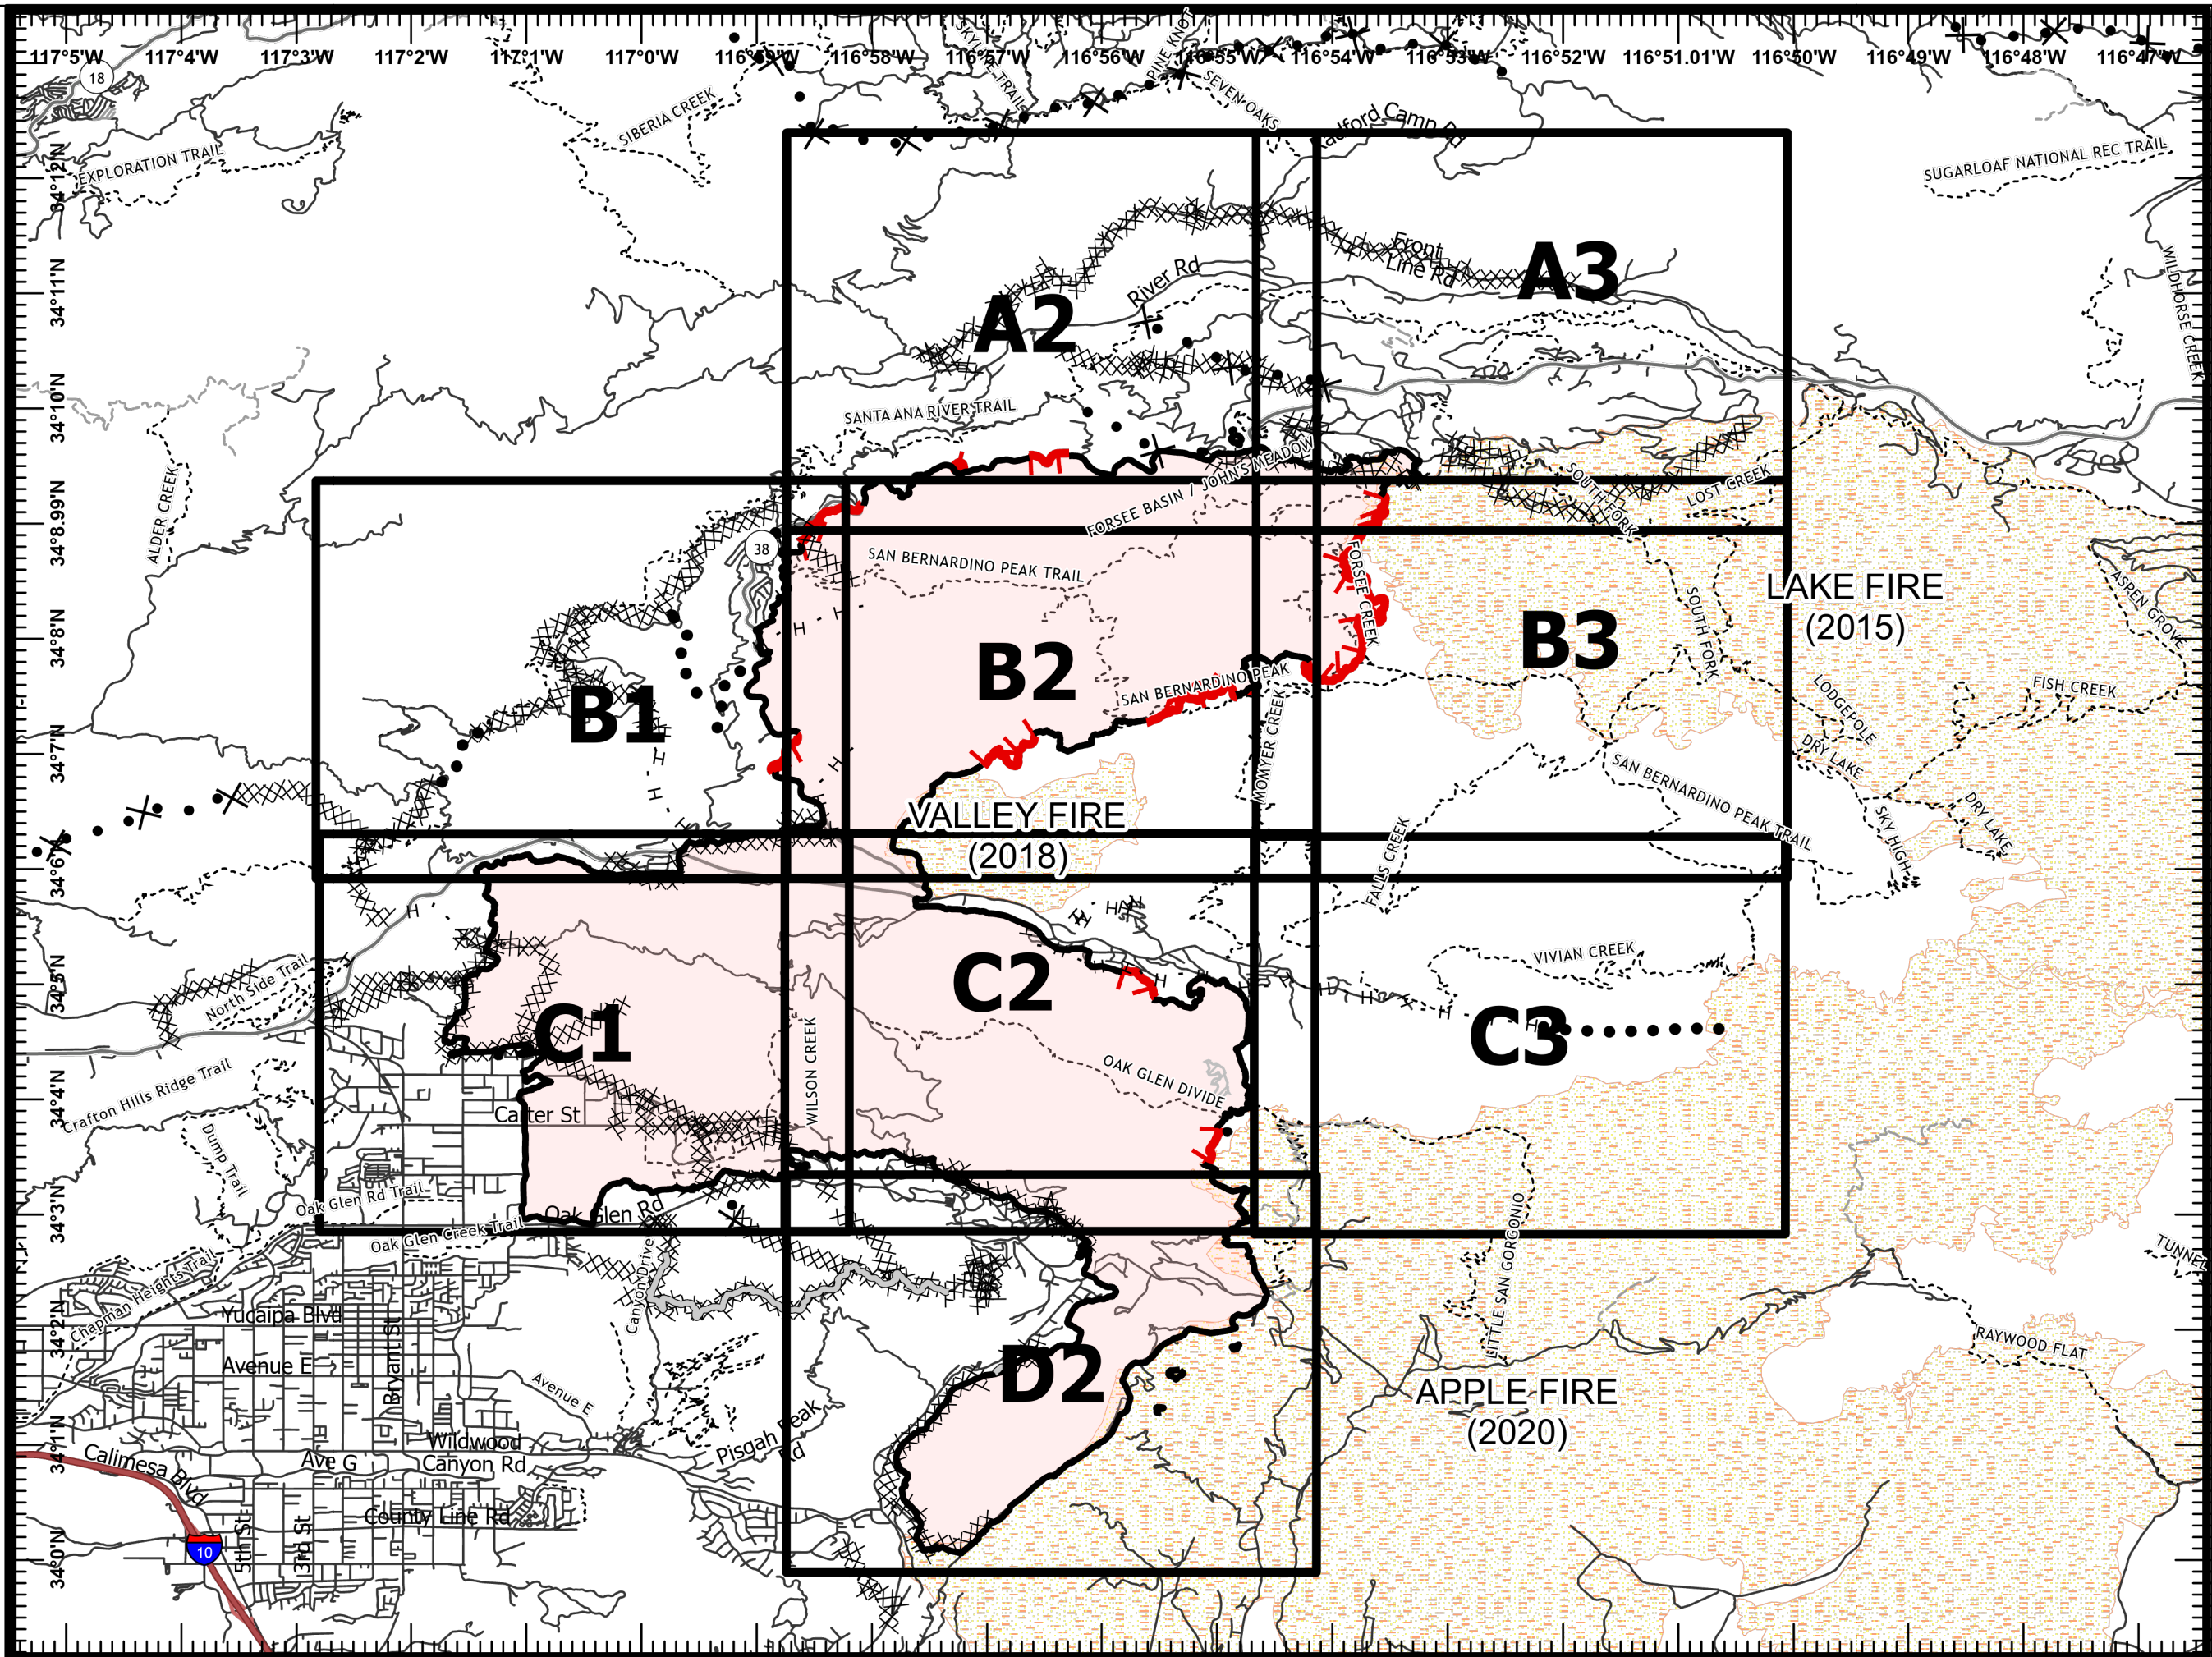 117°5'W 117°4'W 117°3'W 117°2'W 117°1'W 117°0'W 116°59'W 116°58'W 116°57'W 116°56'W 116°55'W 116°54'W 116°53'W 116°52'W 116°51.01'W 116°50'W 116°49'W 116°48'W 116°47'W
18
SKYLINE TRAIL
PINE KNOT
SEVEN OAKS
SIBERIA CREEK
Radford Camp Rd
EXPLORATION TRAIL
SUGARLOAF NATIONAL REC TRAIL
34°12'N
WILDHORSE CREEK
Front
Line Rd
A3
River Rd
34°11'N
A2
34°10'N
SANTA ANA RIVER TRAIL
FORSEE BASIN / JOHN'S MEADOW
SOUTH FORK
LOST CREEK
ALDER CREEK
34°8.99'N
38
SAN BERNARDINO PEAK TRAIL
FORSEE CREEK
SOUTH FORK
LAKE FIRE
(2015)
ASPEN GROVE
34°8'N
H
H
B3
B2
SAN BERNARDINO PEAK
B1
LODGEPOLE
FISH CREEK
34°7'N
H
H
H
MOMYER CREEK
DRY LAKE
SAN BERNARDINO PEAK TRAIL
SKY HIGH
DRY LAKE
VALLEY FIRE
(2018)
34°6'N
FALLS CREEK
H
H
H
VIVIAN CREEK
34°5'N
North Side Trail
C2
H
H
H
H
H
H
C3
C1
WILSON CREEK
OAK GLEN DIVIDE
34°4'N
Crafton Hills Ridge Trail
Carter St
Dump Trail
34°3'N
Oak Glen Rd Trail
Oak Glen Rd
Oak Glen Creek Trail
LITTLE SAN GORGONIO
TUNNEL
Canyon Drive
Chapman Heights Trail
34°2'N
Yucaipa Blvd
Bryant St
Avenue E
Avenue E
RAYWOOD FLAT
D2
APPLE FIRE
(2020)
34°1'N
Pisgah Peak
Rd
Wildwood
Canyon Rd
Ave G
Calimesa Blvd
County Line Rd
5th St
3rd St
34°0'N
10